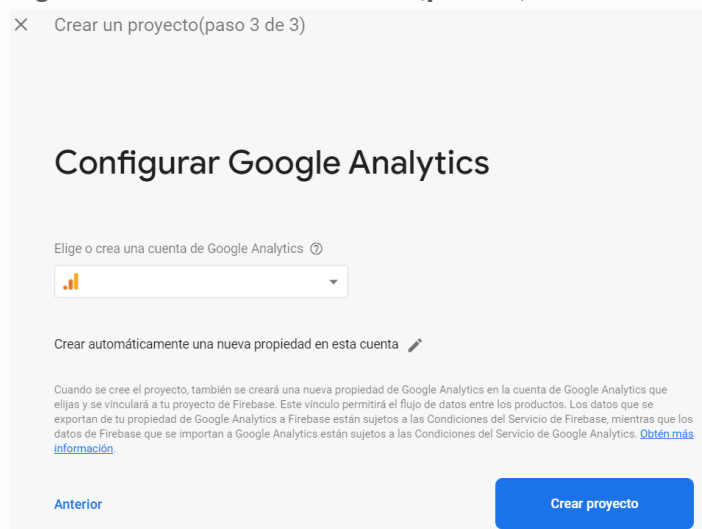 Crear un proyecto(paso 3 de 3)
Configurar Google Analytics
Elige o crea una cuenta de Google Analytics
Crear automáticamente una nueva propiedad en esta cuenta
Cuando se cree el proyecto, también se creará una nueva propiedad de Google Analytics en la cuenta de Google Analytics que
elijas y se vinculará a tu proyecto de Firebase. Este vínculo permitirá el flujo de datos entre los productos. Los datos que se
exportan de tu propiedad de Google Analytics a Firebase están sujetos a las Condiciones del Servicio de Firebase, mientras que los
datos de Firebase que se importan a Google Analytics están sujetos a las Condiciones del Servicio de Google Analytics. Obtén más
información.
Anterior
Crear proyecto